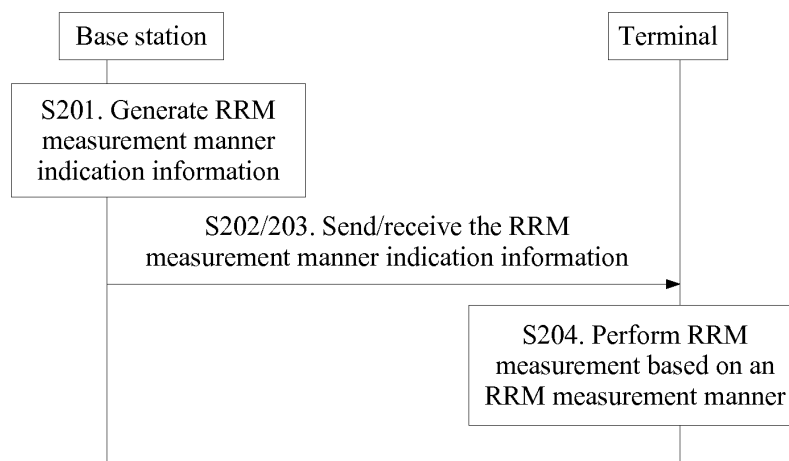 Base station
Terminal
S201. Generate RRM
measurement manner
indication information
S202/203. Send/receive the RRM
measurement manner indication information
S204. Perform RRM
measurement based on an
RRM measurement manner